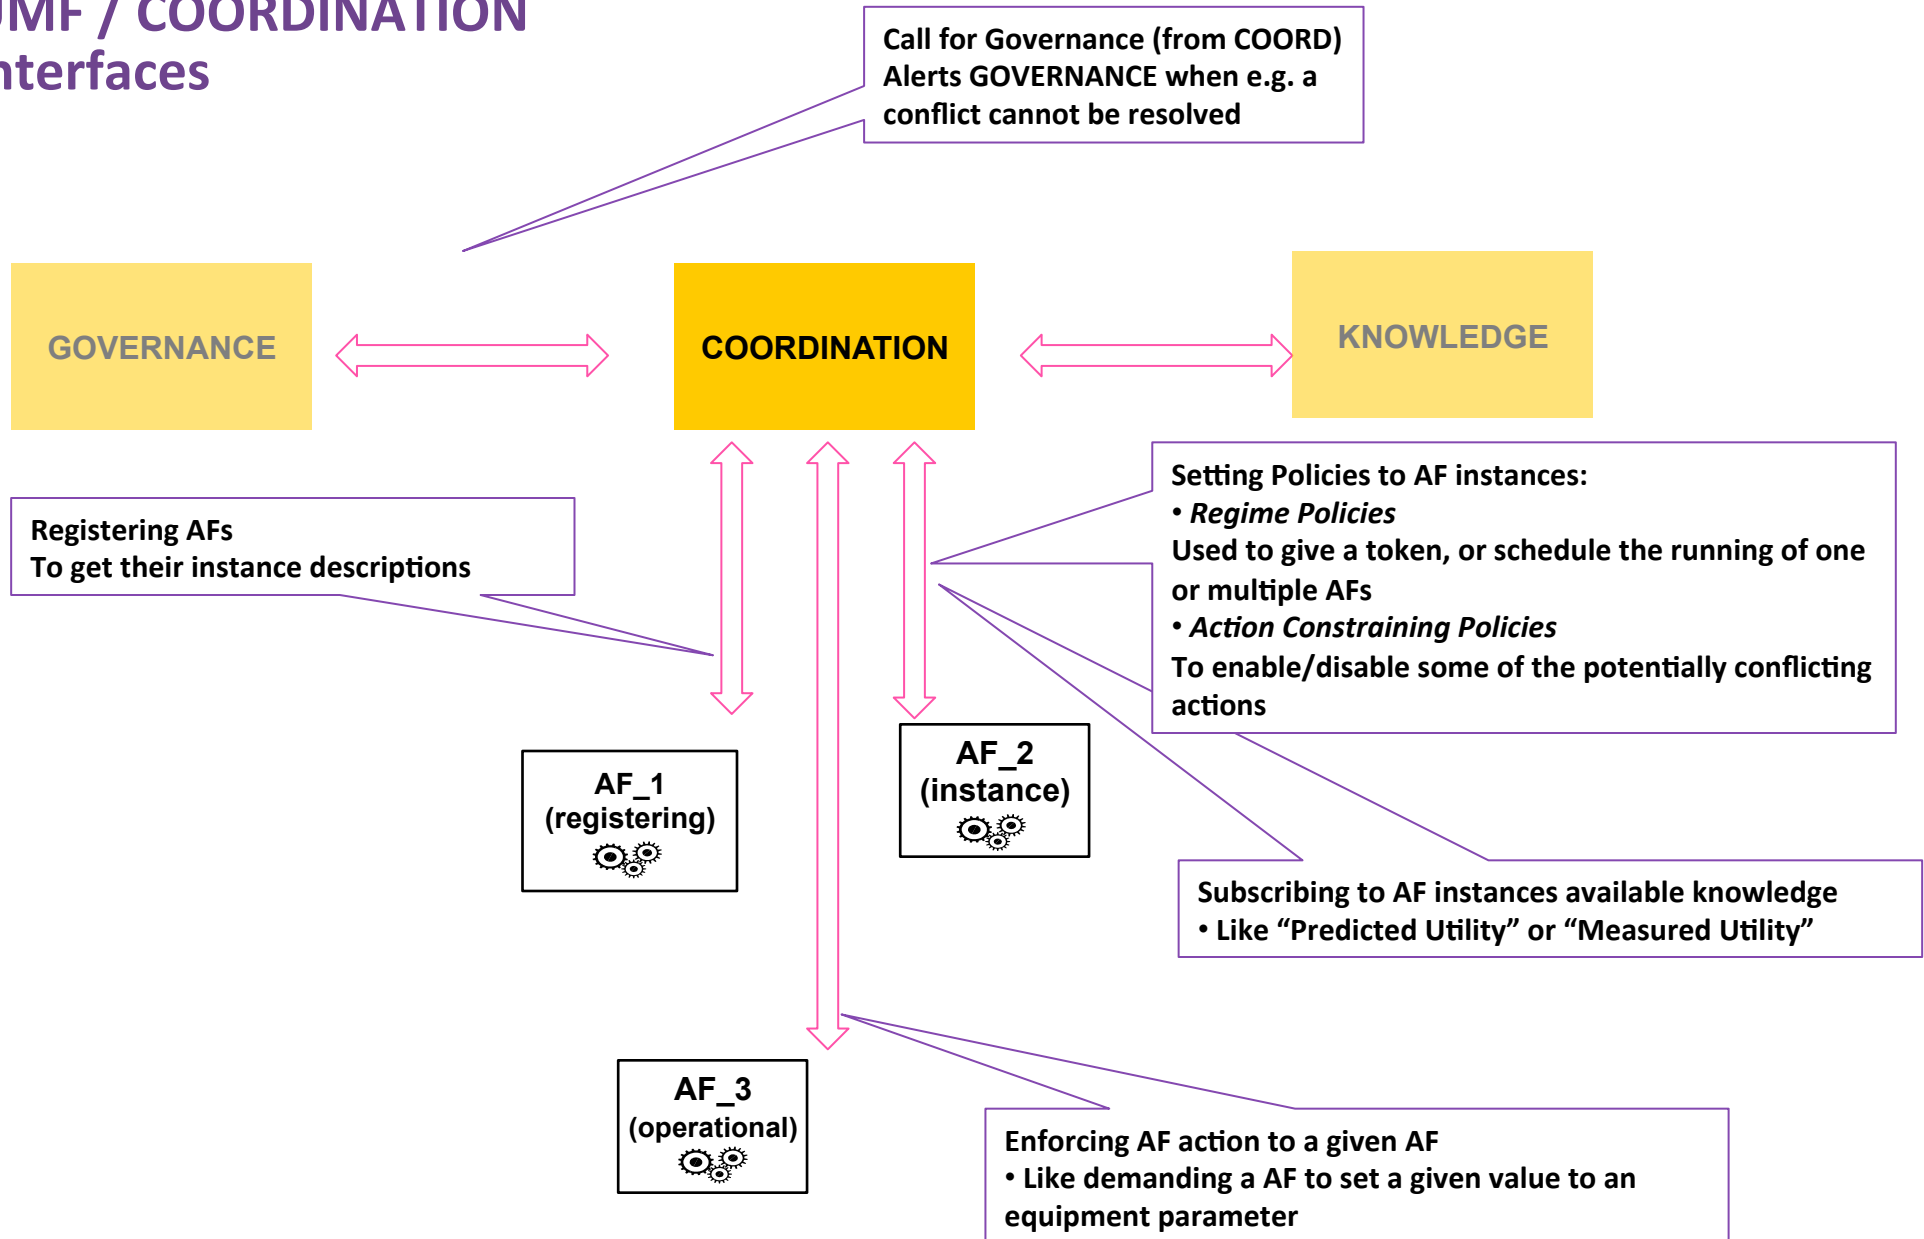 UMF / COORDINATION
nterfaces
Call for Governance (from COORD)
Alerts GOVERNANCE when e.g. a
conflict cannot be resolved
GOVERNANCE
COORDINATION
KNOWLEDGE
Registering AFs
To get their instance descriptions
Setting Policies to AF instances:
• Regime Policies
Used to give a token, or schedule the running of one
or multiple AFs
• Action Constraining Policies
To enable/disable some of the potentially conflicting
actions
AF_1
(registering)
AF_2
(instance)
Subscribing to AF instances available knowledge
• Like “Predicted Utility” or “Measured Utility”
AF_3
(operational)
Enforcing AF action to a given AF
• Like demanding a AF to set a given value to an
equipment parameter